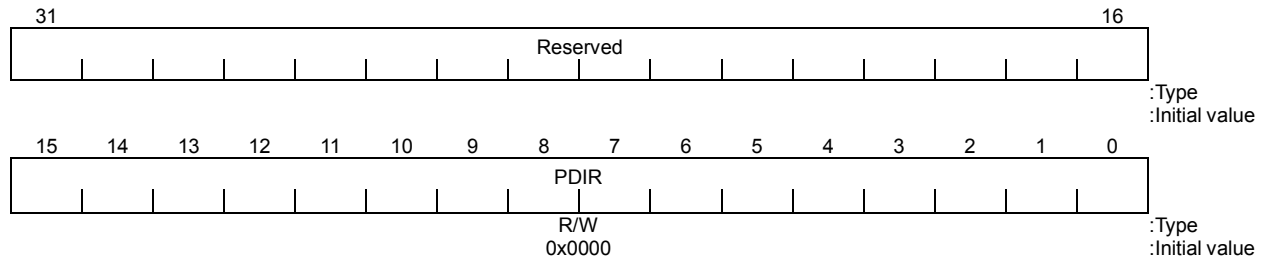 31 16
Reserved
:Type
:Initial value
15 14 13 12 11 10 9 8 7 6 5 4 3 2 1 0
PDIR
R/W :Type
0x0000 :Initial value